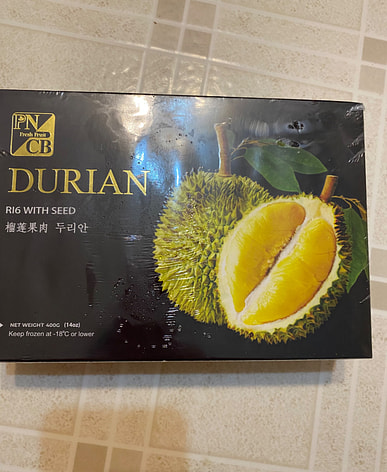 PN
Fresh Fruit
CB
DURIAN
RI6 WITH SEED
榴莲果肉 두리안
NET WEIGHT 400G (14oz)
Keep frozen at -18°C or lower